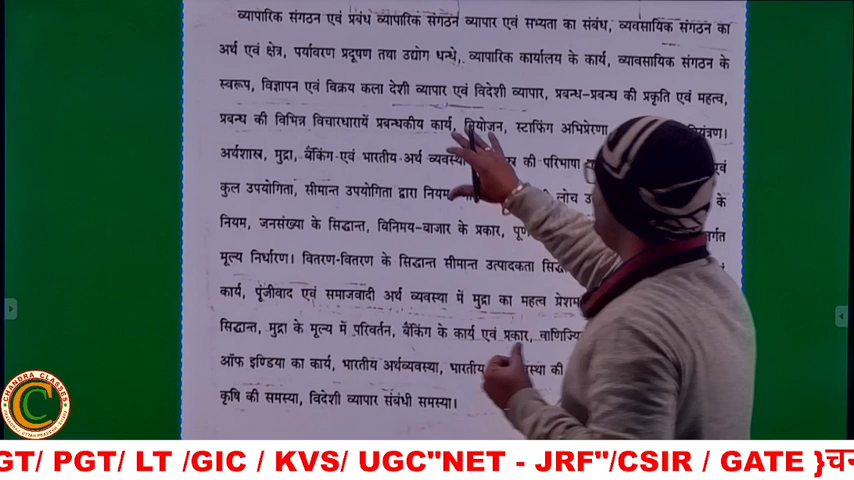 व्यापारिक संगठन एवं प्रबंध व्यापारिक संगठन व्यापार एवं सभ्यता का संबंध, व्यवसायिक संगठन का
अर्थ एवं क्षेत्र, पर्यावरण प्रदूषण तथा उद्योग धन्धे, व्यापारिक कार्यालय के कार्य, व्यावसायिक संगठन के
स्वरूप, विज्ञापन एवं विक्रय कला देशी व्यापार एवं विदेशी व्यापार, प्रबन्ध-प्रबन्ध की प्रकृति एवं महत्व,
प्रबन्ध की विभिन्न विचारधारायें प्रबन्धकीय कार्य, नियोजन, स्टाफिंग अभिप्रेरणा
अर्थशास्त्र, मुद्रा, बैंकिंग एवं भारतीय अर्थ की परिभाषा एवं
कुल उपयोगिता, सीमान्त उपयोगिता द्वारा नियम लोच के
नियम, जनसंख्या के सिद्धान्त, विनिमय-बाजार के प्रकार,
मूल्य निर्धारण। वितरण-वितरण के सिद्धान्त सीमान्त उत्पादकता
कार्य, पूंजीवाद एवं समाजवादी अर्थ व्यवस्था में मुद्रा का महत्व
सिद्धान्त, मुद्रा के मूल्य में परिवर्तन, बैंकिंग के कार्य एवं प्रकार,
ऑफ इण्डिया का कार्य, भारतीय अर्थव्यवस्था, भारतीय की
कृषि की समस्या, विदेशी व्यापार संबंधी समस्या।
CHANDRA CLASSES
GT/ PGT/ LT /GIC / KVS/ UGC"NET - JRF"/CSIR / GATE }